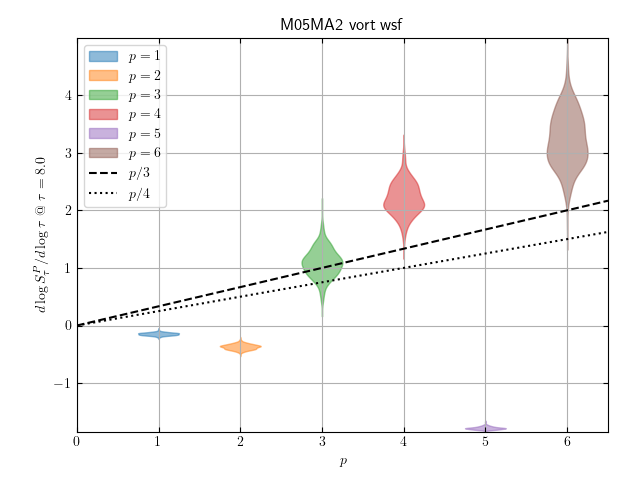 M05MA2 vort wsf
d log S_τ^P / d log τ @ τ = 8.0
4
3
2
1
0
−1
p = 1
p = 2
p = 3
p = 4
p = 5
p = 6
p/3
p/4
0 1 2 3 4 5 6
p